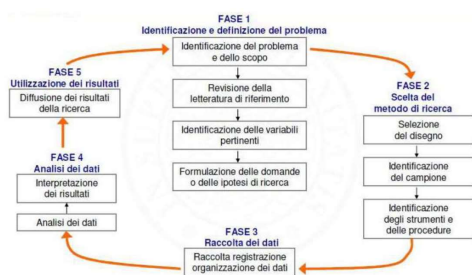 FASE 1
Identificazione e definizione del problema
Identificazione del problema
e dello scopo
Revisione della
letteratura di riferimento
Identificazione delle variabili
pertinenti
Formulazione delle domande
o delle ipotesi di ricerca
FASE 2
Scelta del
metodo di ricerca
Selezione
del disegno
Identificazione
del campione
Identificazione
degli strumenti e
delle procedure
FASE 3
Raccolta dei dati
Raccolta registrazione
organizzazione dei dati
FASE 4
Analisi dei dati
Interpretazione
dei risultati
Analisi dei dati
FASE 5
Utilizzazione dei risultati
Diffusione dei risultati
della ricerca